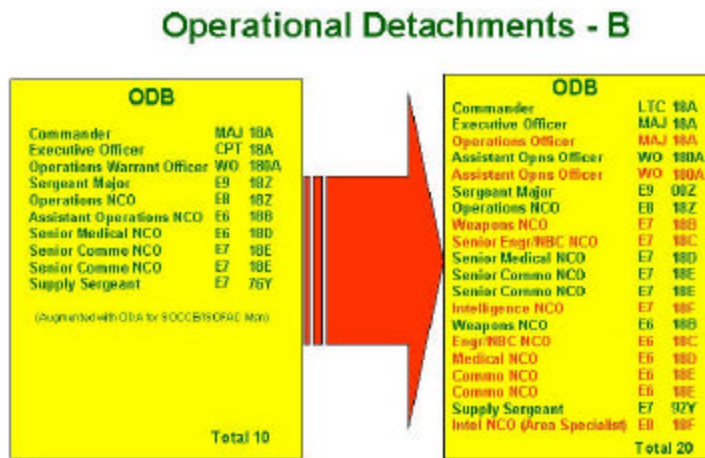 Operational Detachments - B
ODB
Commander MAJ 18A
Executive Officer CPT 18A
Operations Warrant Officer WO 180A
Sergeant Major E9 18Z
Operations NCO E8 18Z
Assistant Operations NCO E6 18B
Senior Medical NCO E6 18D
Senior Commo NCO E7 18E
Senior Commo NCO E7 18E
Supply Sergeant E7 76Y
(Augmented with ODA for
Total 10
ODB
Commander LTC 18A
Executive Officer MAJ 18A
Operations Officer MAJ 18A
Assistant Opns Officer WO 180A
Assistant Opns Officer WO 180A
Sergeant Major E9 00Z
Operations NCO E8 18Z
Weapons NCO E7 18B
Senior Engr/NBC NCO E7 18C
Senior Medical NCO E7 18D
Senior Commo NCO E7 18E
Senior Commo NCO E7 18E
Intelligence NCO E7 18F
Weapons NCO E6 18B
Engr/NBC NCO E6 18C
Medical NCO E6 18D
Commo NCO E6 18E
Commo NCO E6 18E
Supply Sergeant E7 92Y
Intel NCO (Area Specialist) E8 18F
Total 20